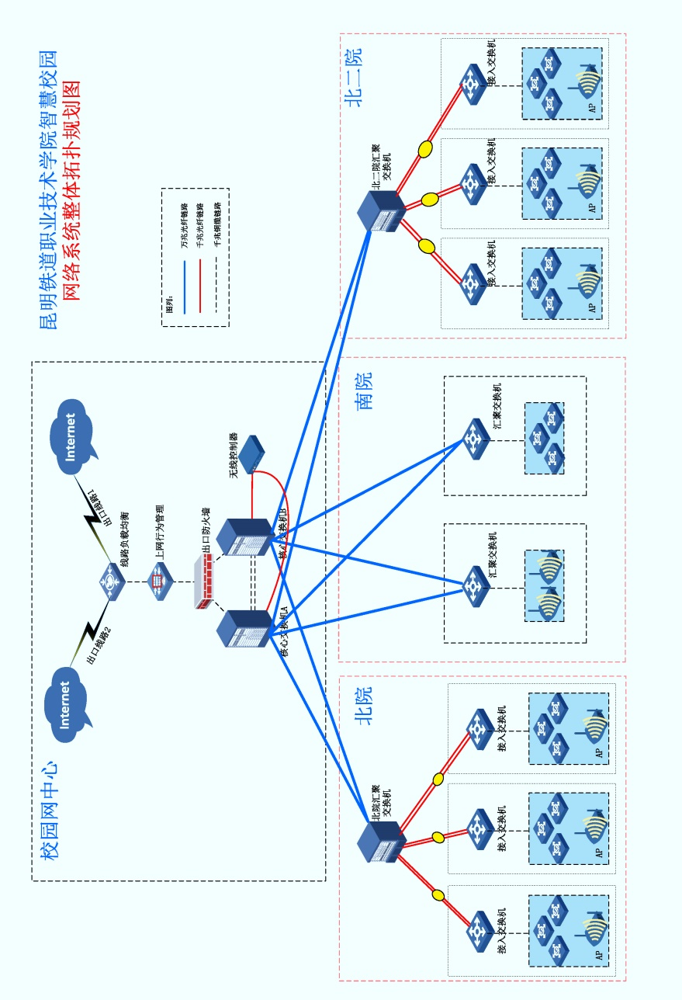 昆明铁道职业技术学院智慧校园
网络系统整体拓扑规划图
图列:
万兆光纤链路
千兆光纤链路
千兆铜缆链路
校园网中心
Internet
Internet
出口线路2
出口线路1
线路负载均衡
上网行为管理
出口防火墙
无线控制器
核心交换机A
核心交换机B
北院
北院汇聚
交换机
接入交换机
接入交换机
接入交换机
AP
AP
AP
南院
汇聚交换机
汇聚交换机
北二院
北二院汇聚
交换机
接入交换机
接入交换机
接入交换机
AP
AP
AP